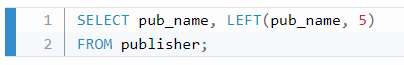 1 SELECT pub_name, LEFT(pub_name, 5)
2 FROM publisher;